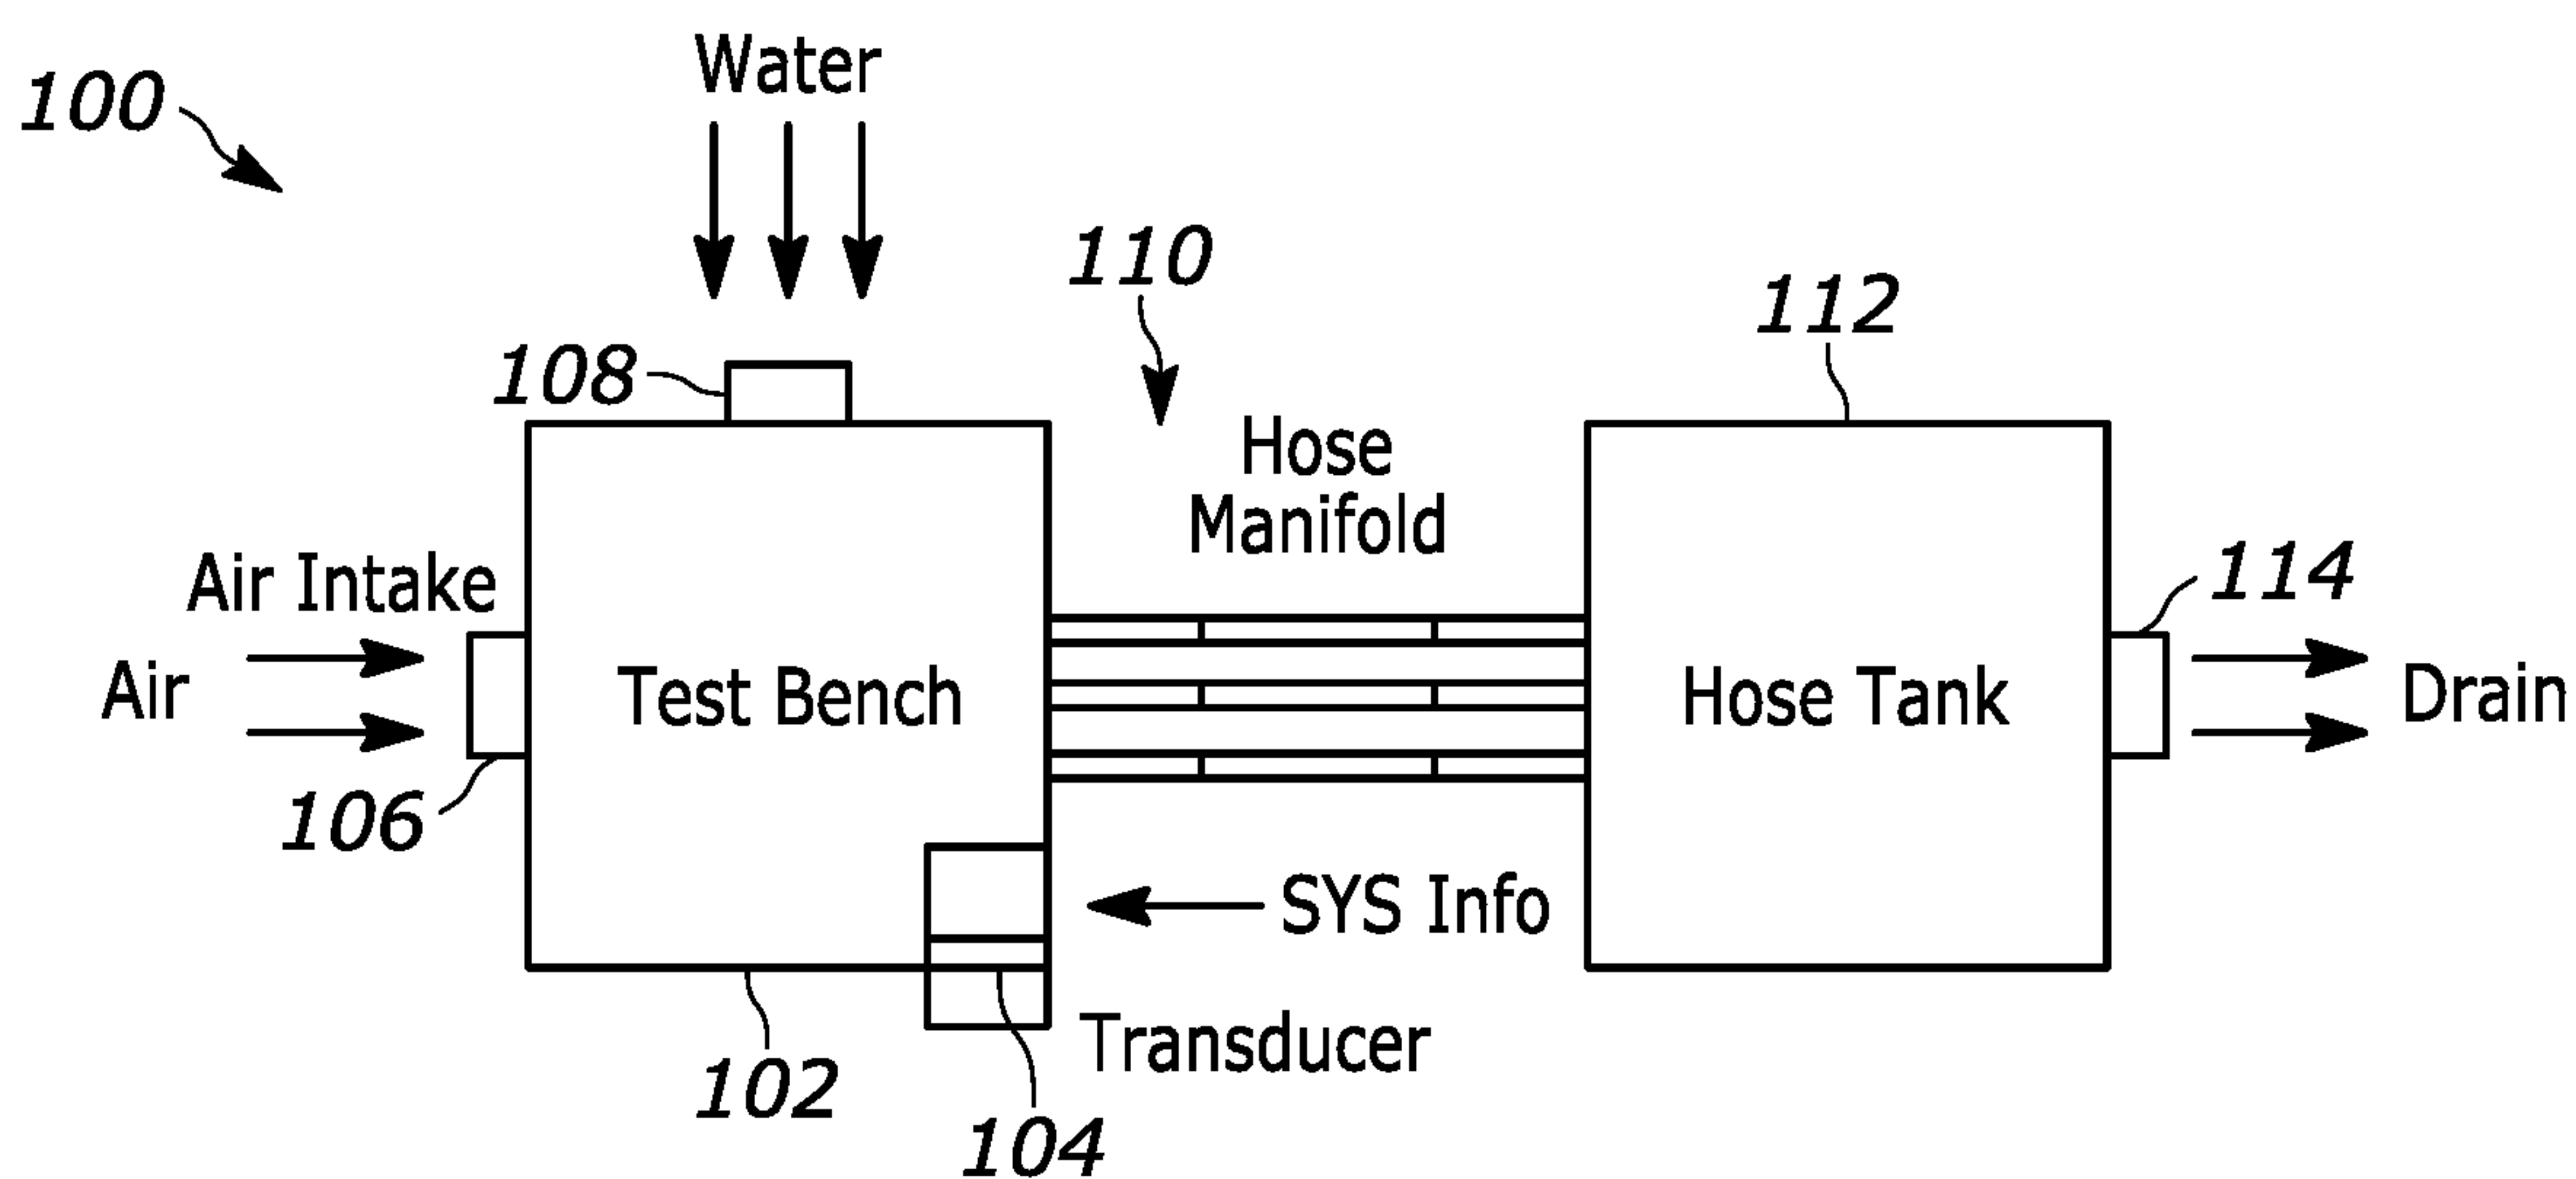 Water
100
110
112
108
Hose
Manifold
114
Air Intake
Air
Test Bench
Hose Tank
Drain
106
SYS Info
Transducer
102
104